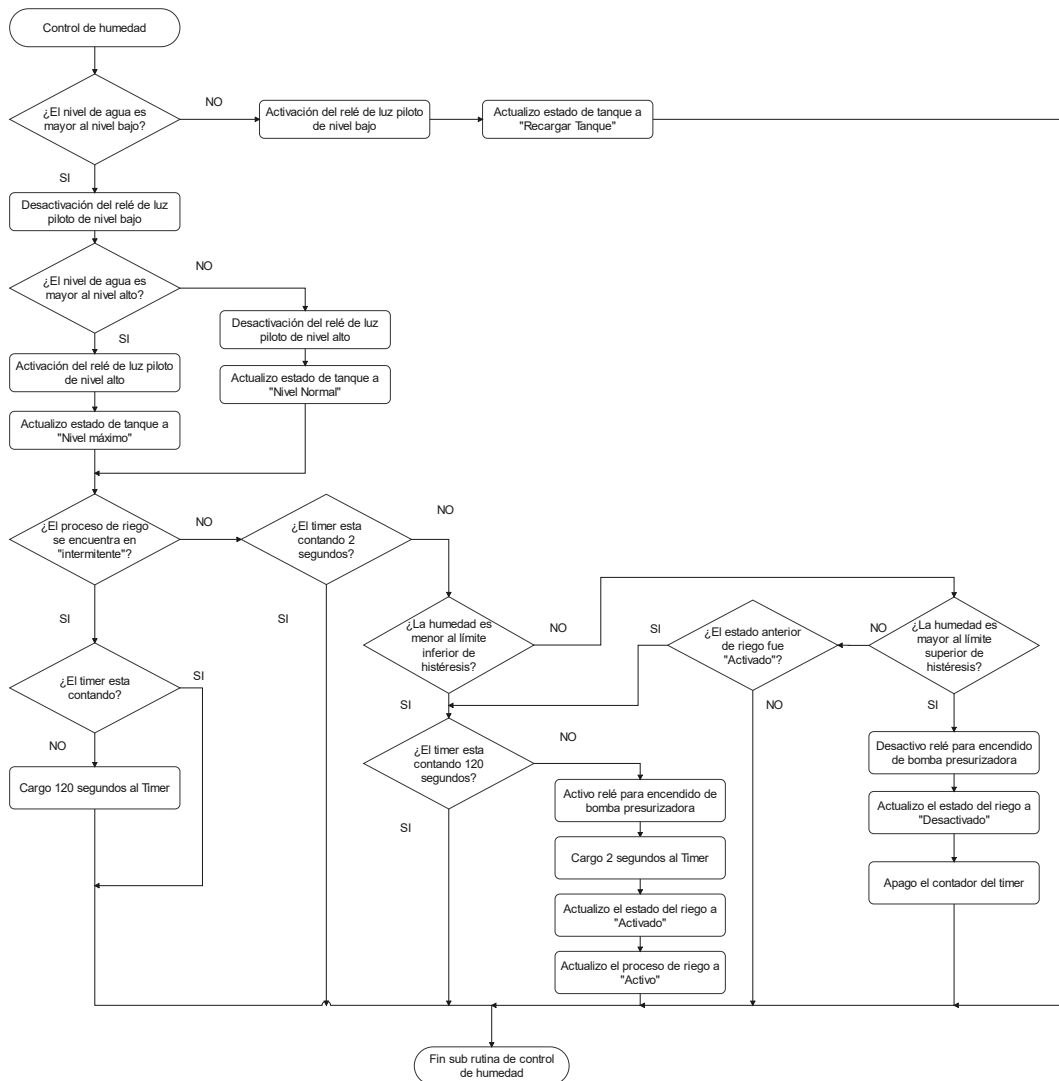 Control de humedad
¿El nivel de agua es
mayor al nivel bajo?
NO
Activación del relé de luz piloto
de nivel bajo
Actualizo estado de tanque a
"Recargar Tanque"
SI
Desactivación del relé de luz
piloto de nivel bajo
¿El nivel de agua es
mayor al nivel alto?
NO
Desactivación del relé de luz
piloto de nivel alto
Actualizo estado de tanque a
"Nivel Normal"
SI
Activación del relé de luz piloto
de nivel alto
Actualizo estado de tanque a
"Nivel máximo"
¿El proceso de riego
se encuentra en
"intermitente"?
NO
¿El timer esta
contando 2
segundos?
NO
SI
SI
¿El timer esta
contando?
SI
NO
Cargo 120 segundos al Timer
¿La humedad es
menor al límite
inferior de
histéresis?
NO
¿La humedad es
mayor al límite
superior de
histéresis?
NO
¿El estado anterior
de riego fue
"Activado"?
SI
NO
SI
SI
¿El timer esta
contando 120
segundos?
NO
SI
Activo relé para encendido de
bomba presurizadora
Cargo 2 segundos al Timer
Actualizo el estado del riego a
"Activado"
Actualizo el proceso de riego a
"Activo"
Desactivo relé para encendido
de bomba presurizadora
Actualizo el estado del riego a
"Desactivado"
Apago el contador del timer
Fin sub rutina de control
de humedad